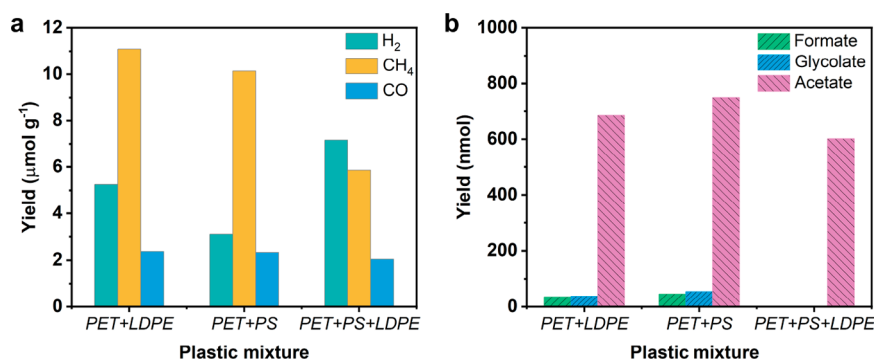 a
H₂
CH₄
CO
Yield (μmol g⁻¹)
12
10
8
6
4
2
0
PET+LDPE PET+PS PET+PS+LDPE
Plastic mixture
b
Formate
Glycolate
Acetate
Yield (nmol)
1000
800
600
400
200
0
PET+LDPE PET+PS PET+PS+LDPE
Plastic mixture